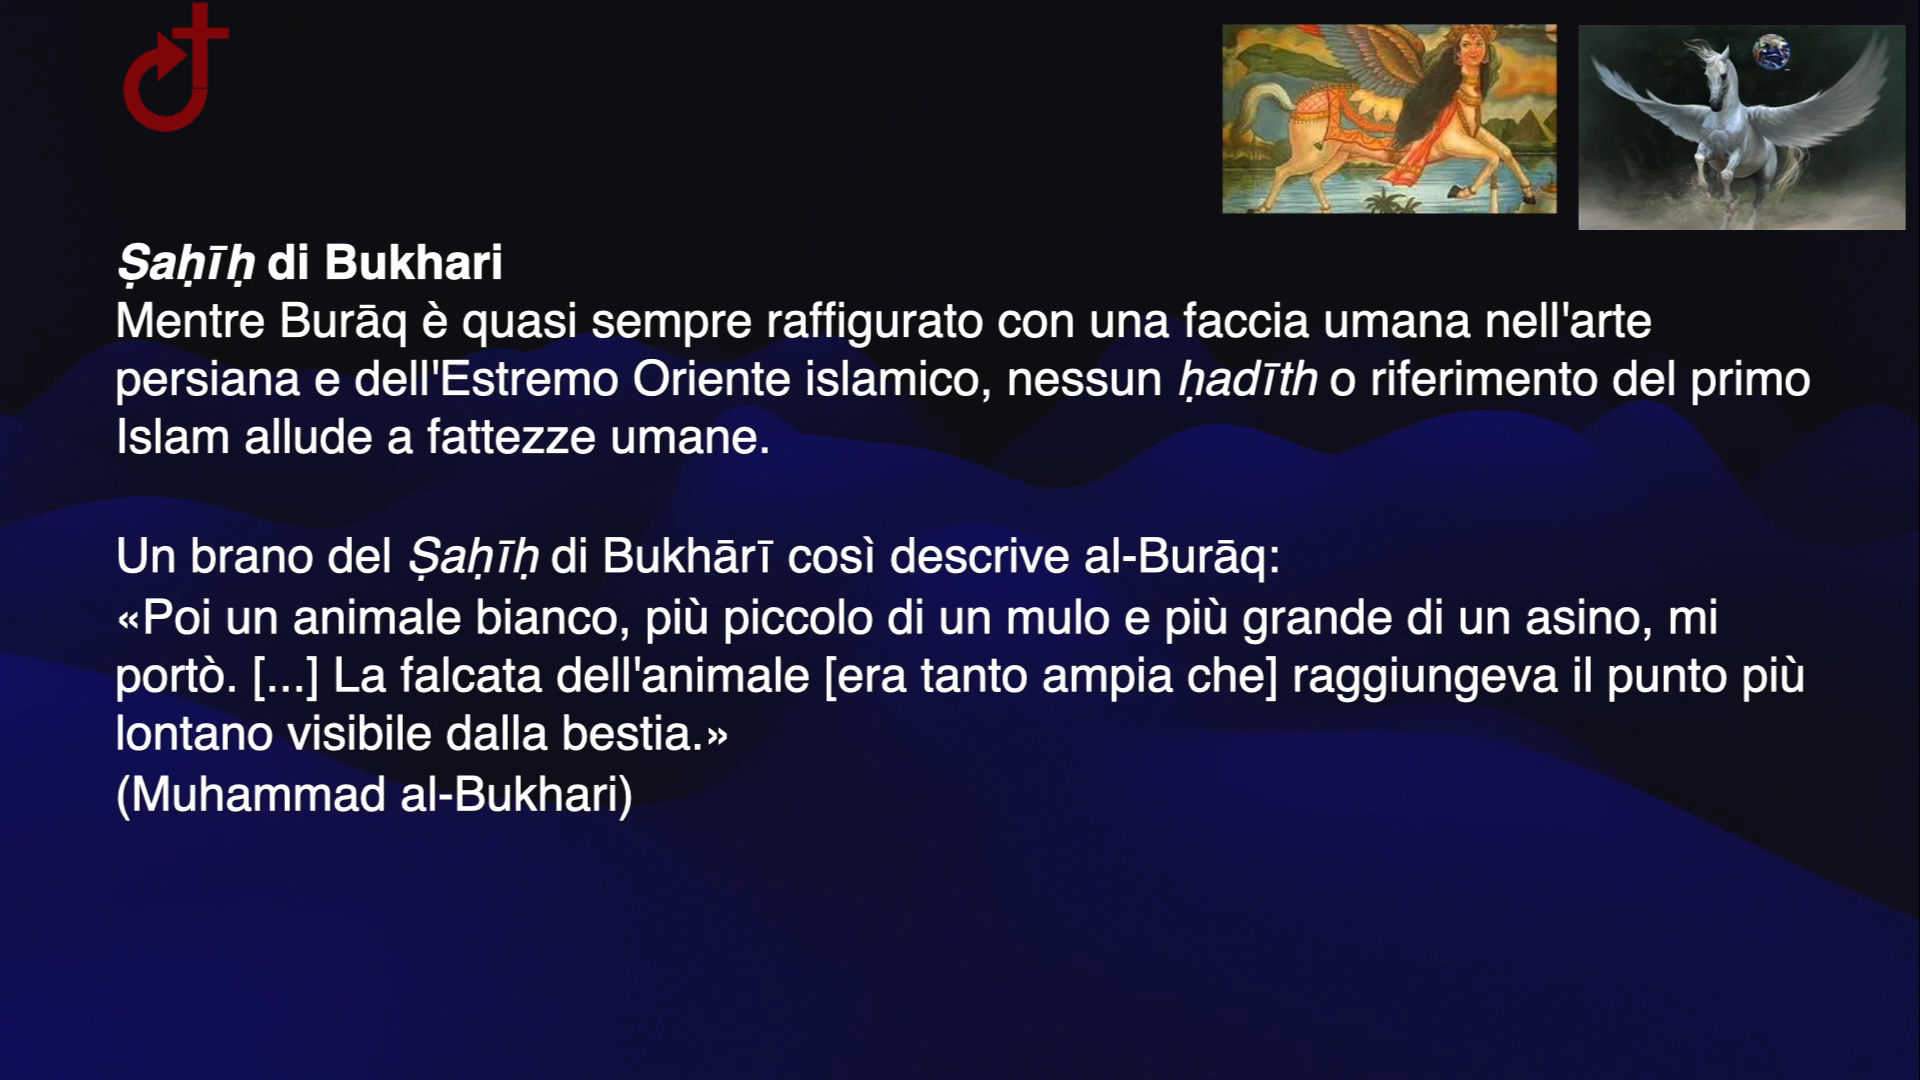 Ṣaḥīḥ di Bukhari
Mentre Burāq è quasi sempre raffigurato con una faccia umana nell'arte
persiana e dell'Estremo Oriente islamico, nessun ḥadīth o riferimento del primo
Islam allude a fattezze umane.
Un brano del Ṣaḥīḥ di Bukhārī così descrive al-Burāq:
«Poi un animale bianco, più piccolo di un mulo e più grande di un asino, mi
portò. [...] La falcata dell'animale [era tanto ampia che] raggiungeva il punto più
lontano visibile dalla bestia.»
(Muhammad al-Bukhari)